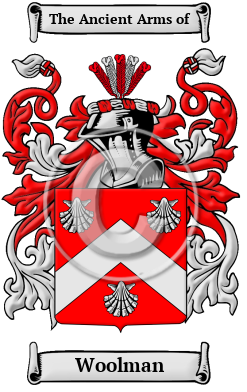 The Ancient Arms of
Woolman